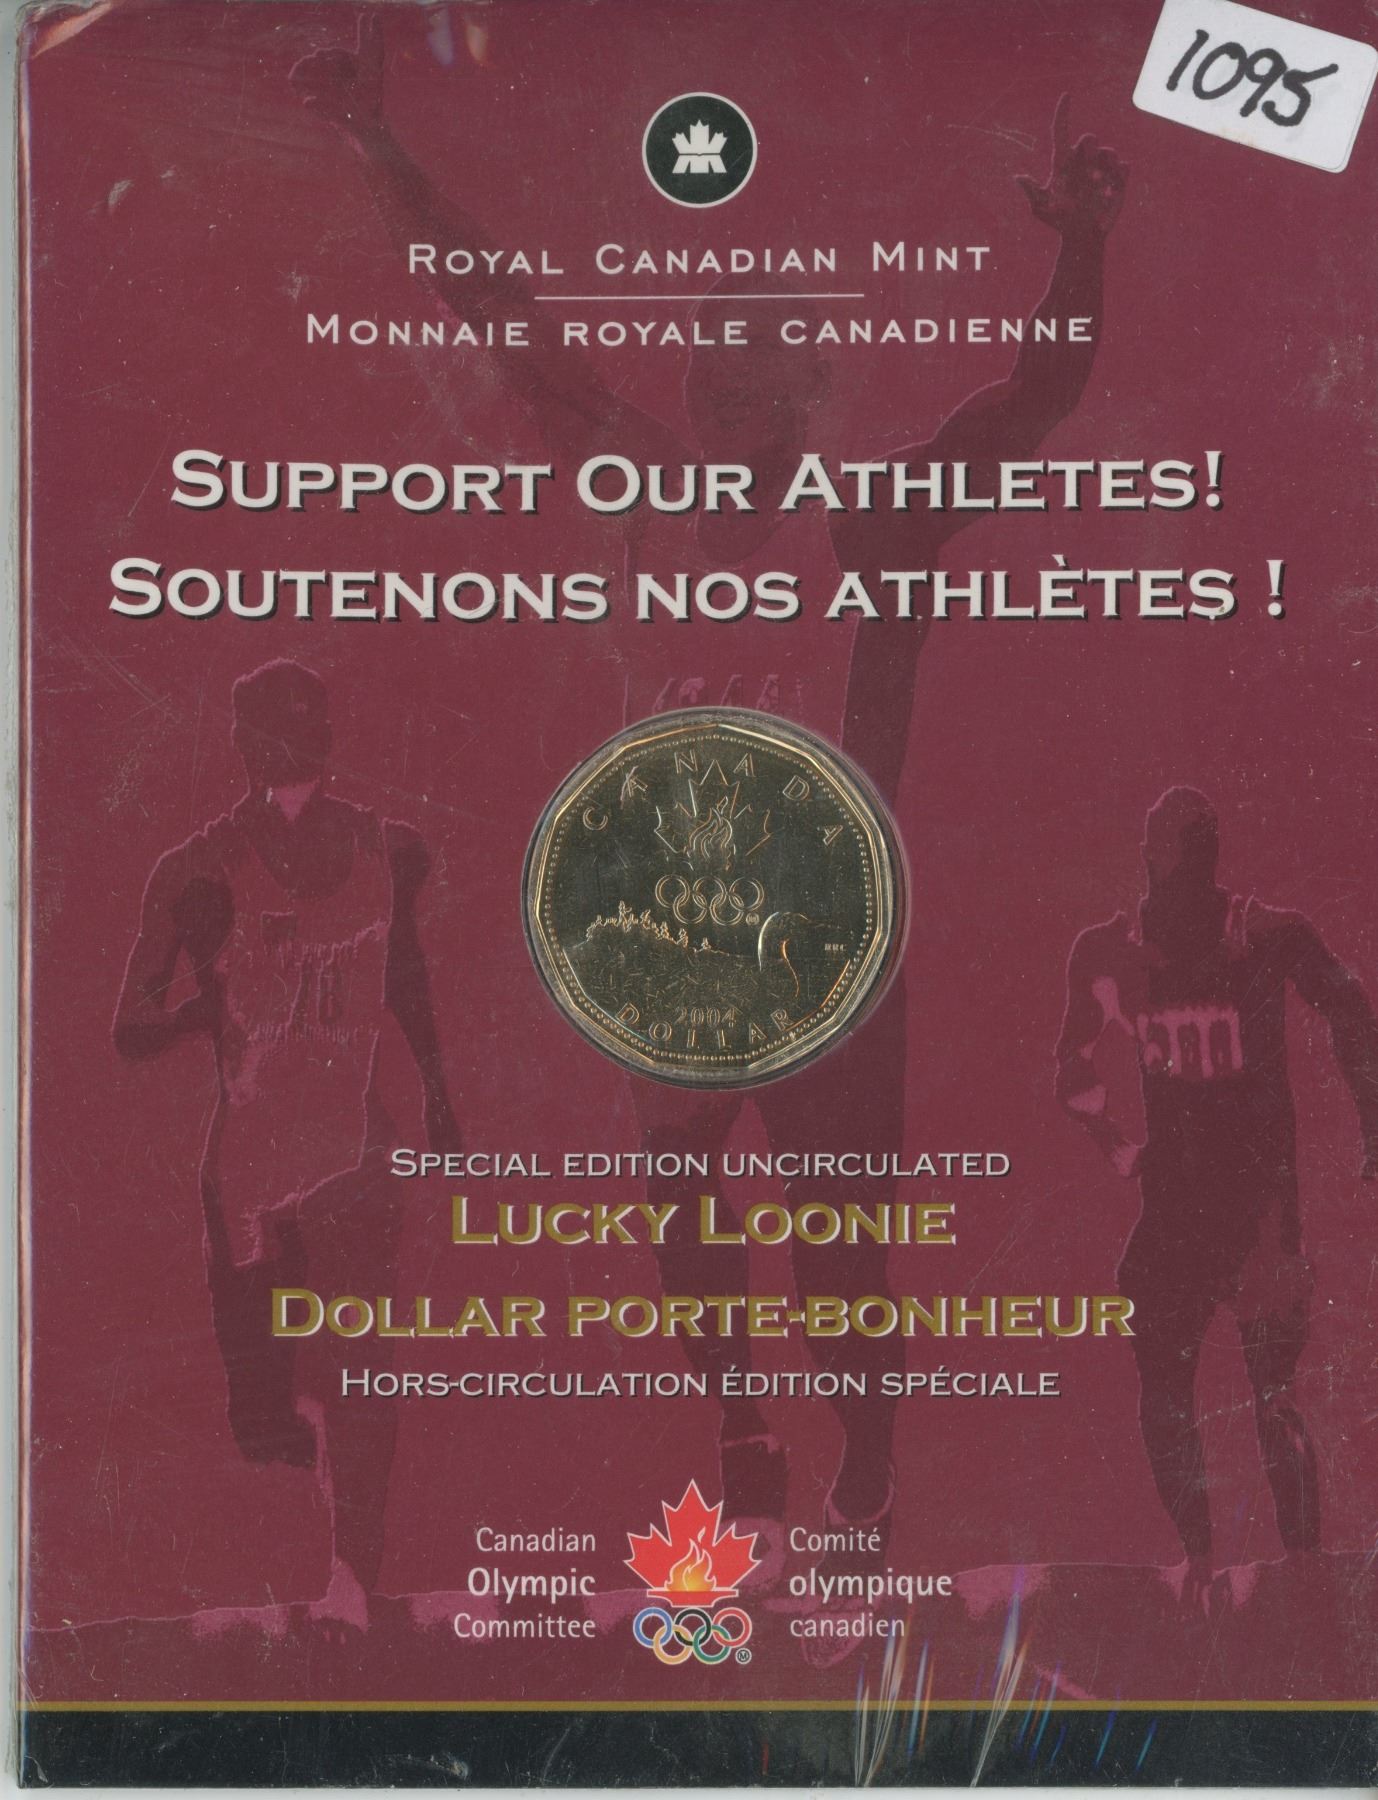 1095
ROYAL CANADIAN MINT
MONNAIE ROYALE CANADIENNE
SUPPORT OUR ATHLETES!
SOUTENONS NOS ATHLÈTES !
CANADA
RRC
2004
DOLLAR
SPECIAL EDITION UNCIRCULATED
LUCKY LOONIE
DOLLAR PORTE-BONHEUR
HORS-CIRCULATION ÉDITION SPÉCIALE
Canadian
Olympic
Committee
Comité
olympique
canadien